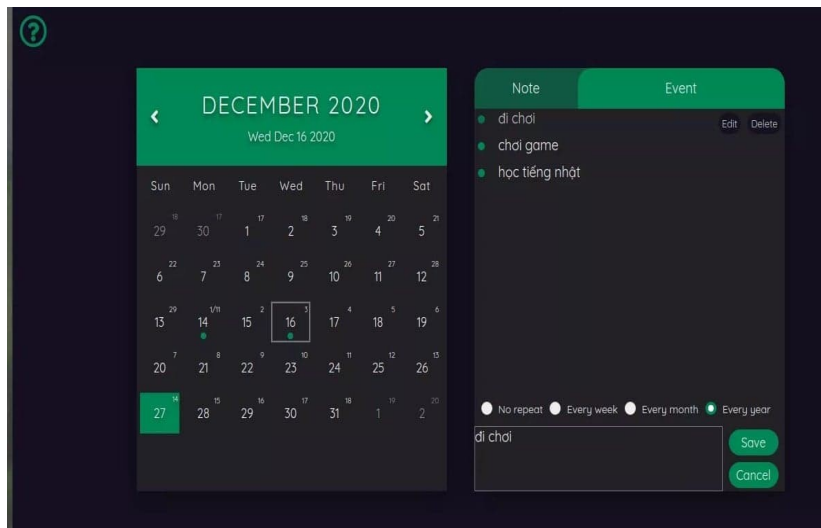 ?
‹ DECEMBER 2020 ›
Wed Dec 16 2020
Sun Mon Tue Wed Thu Fri Sat
29 18 30 17 1 17 2 18 3 19 4 20 5 21
6 22 7 23 8 24 9 25 10 26 11 27 12 28
13 29 14 1/11 15 2 16 3 17 4 18 5 19 6
20 7 21 8 22 9 23 10 24 11 25 12 26 13
27 14 28 15 29 16 30 17 31 18 1 19 2 20
Note Event
đi chơi Edit Delete
chơi game
học tiếng nhật
No repeat Every week Every month Every year
đi chơi
Save
Cancel